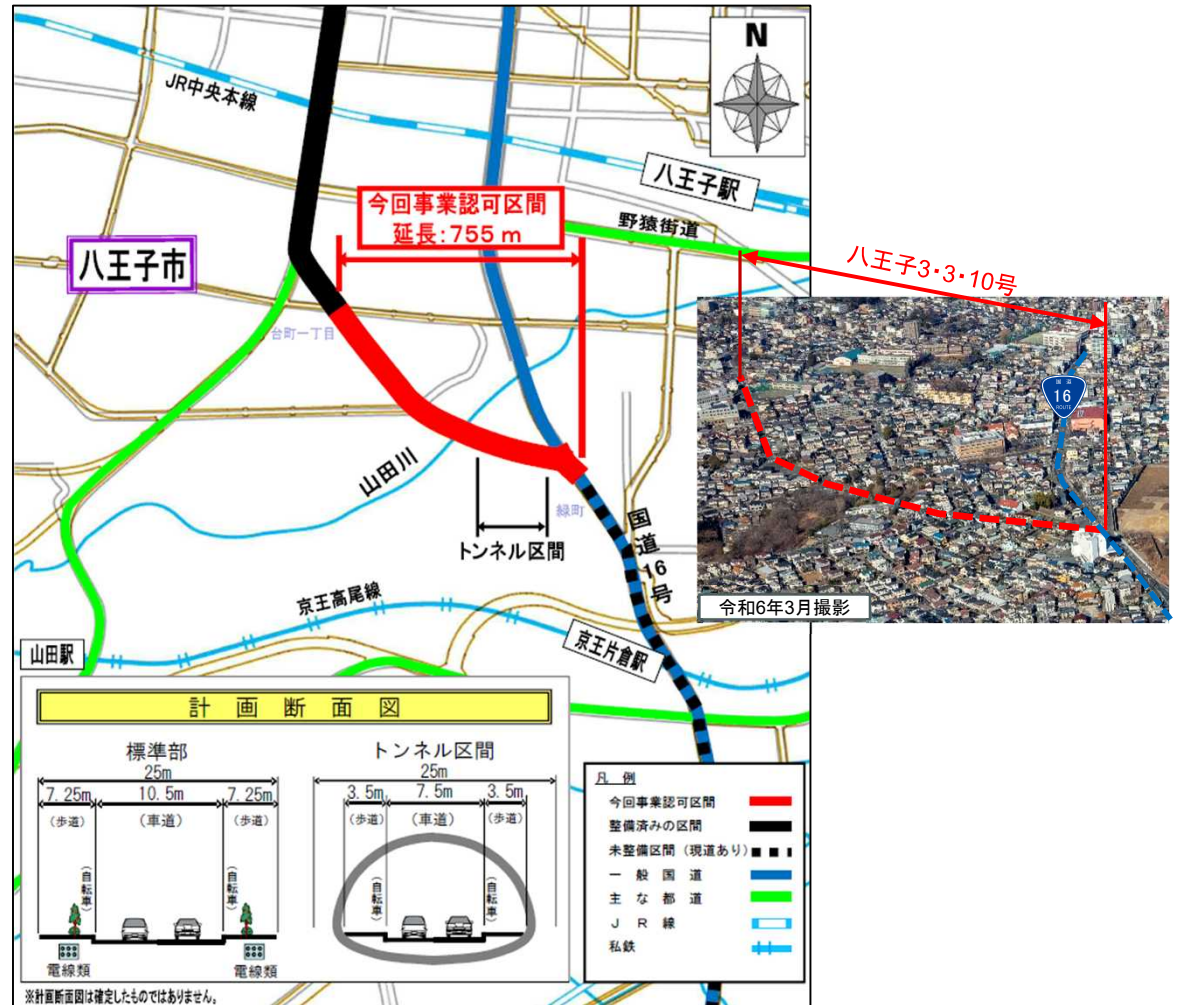 N
JR中央本線
八王子駅
今回事業認可区間
延長:755m
野猿街道
八王子市
台町一丁目
山田川
緑町
トンネル区間
国道16号
京王高尾線
山田駅
京王片倉駅
八王子3・3・10号
国道
16
ROUTE
令和6年3月撮影
計画断面図
標準部
25m
7.25m
10.5m
7.25m
(歩道)
(車道)
(歩道)
(自転車)
(自転車)
電線類
電線類
トンネル区間
25m
3.5m
7.5m
3.5m
(歩道)
(車道)
(歩道)
(自転車)
(自転車)
※計画断面図は確定したものではありません。
凡例
今回事業認可区間
整備済みの区間
未整備区間(現道あり)
一般国道
主な都道
JR線
私鉄